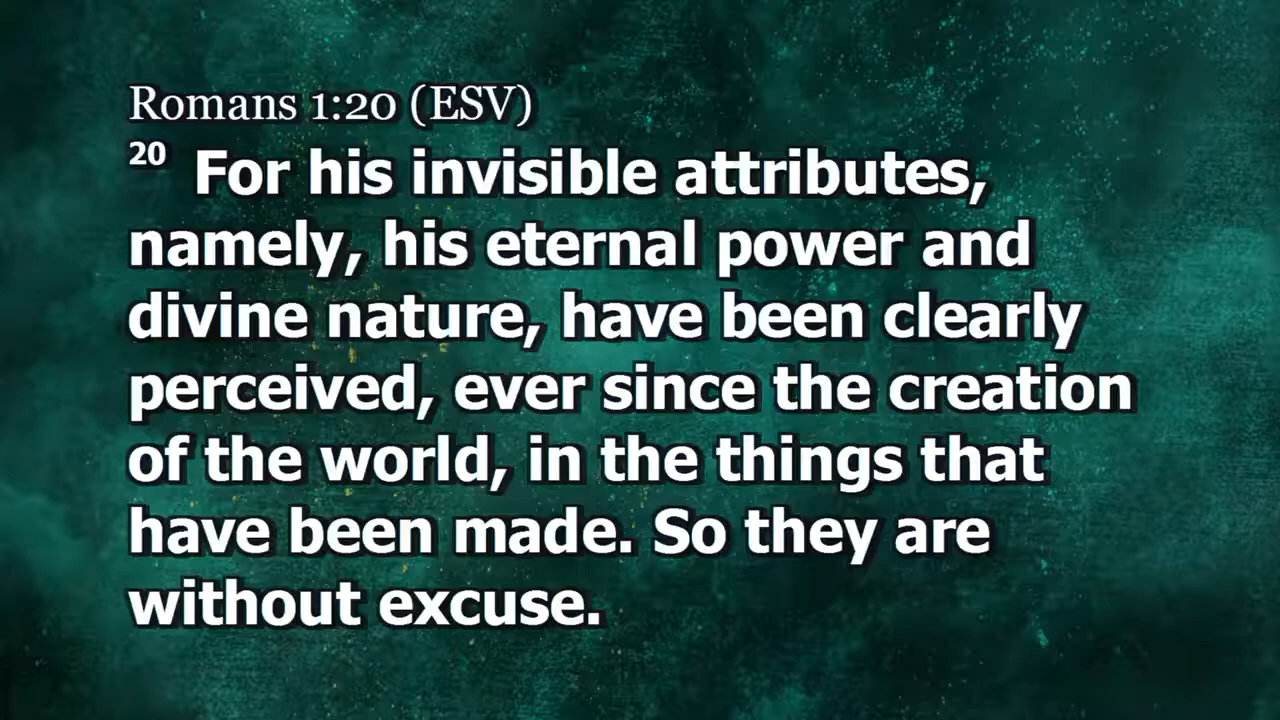 Romans 1:20 (ESV)
20 For his invisible attributes,
namely, his eternal power and
divine nature, have been clearly
perceived, ever since the creation
of the world, in the things that
have been made. So they are
without excuse.